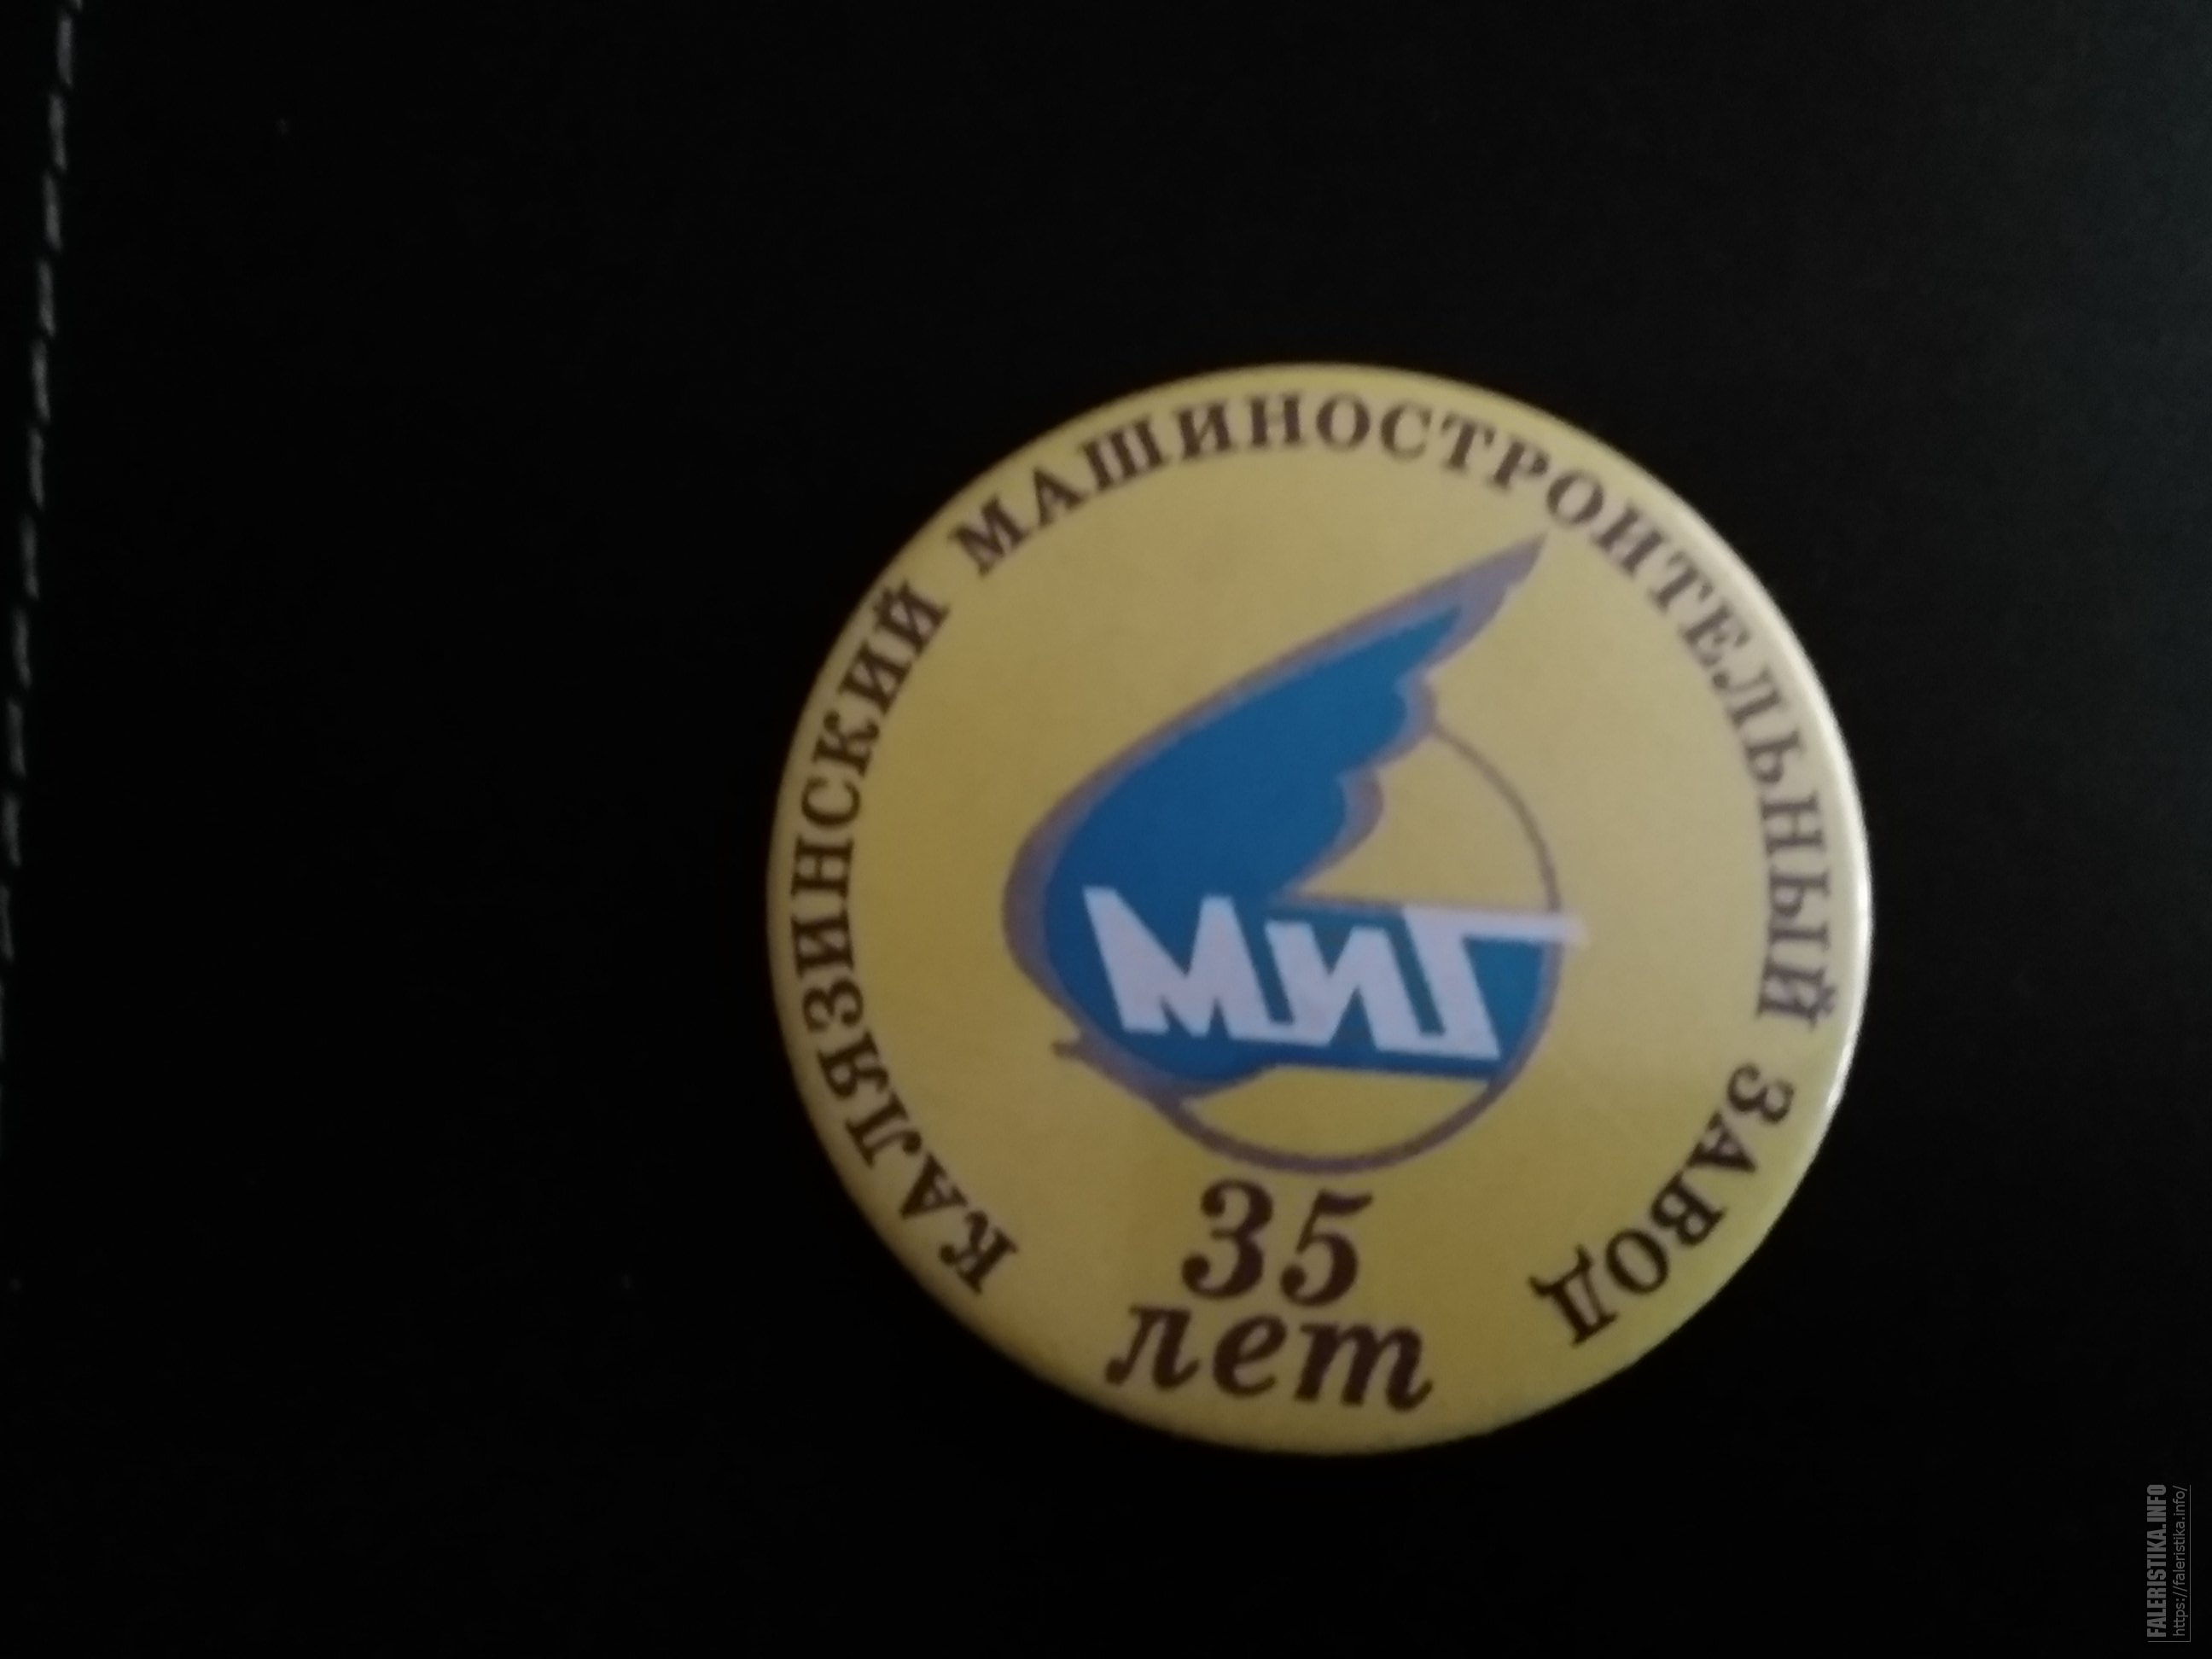 КАЛЯЗИНСКИЙ МАШИНОСТРОИТЕЛЬНЫЙ ЗАВОД
МиГ
35
лет
FALERISTIKA.INFO
https://faleristika.info/